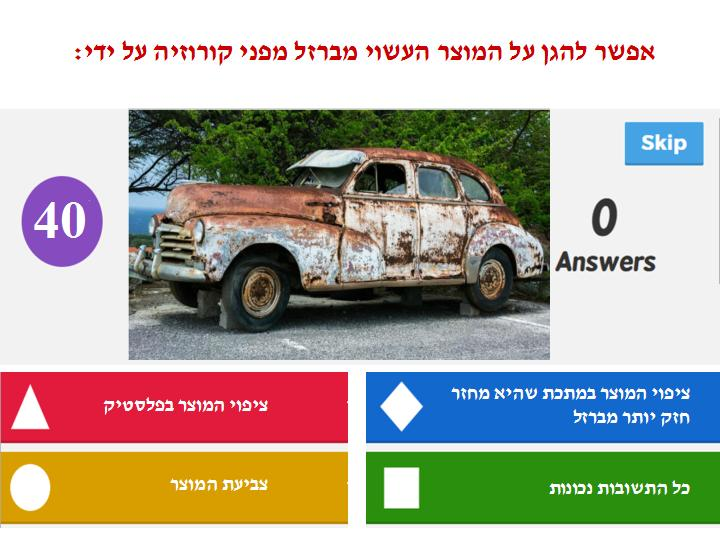 אפשר להגן על המוצר העשוי מברזל מפני קורוזיה על ידי:
Skip
40
0
Answers
ציפוי המוצר בפלסטיק
ציפוי המוצר במתכת שהיא מחזר
חזק יותר מברזל
צביעת המוצר
כל התשובות נכונות